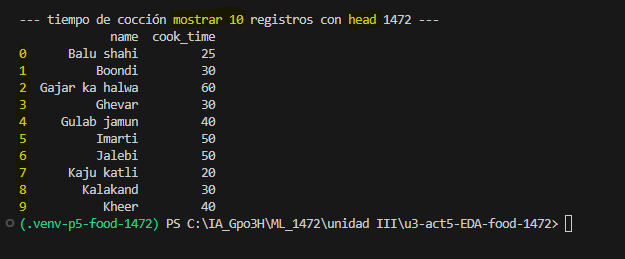 --- tiempo de cocción mostrar 10 registros con head 1472 ---
name cook_time
0 Balu shahi 25
1 Boondi 30
2 Gajar ka halwa 60
3 Ghevar 30
4 Gulab jamun 40
5 Imarti 50
6 Jalebi 50
7 Kaju katli 20
8 Kalakand 30
9 Kheer 40
(.venv-p5-food-1472) PS C:\IA_Gpo3H\ML_1472\unidad III\u3-act5-EDA-food-1472>